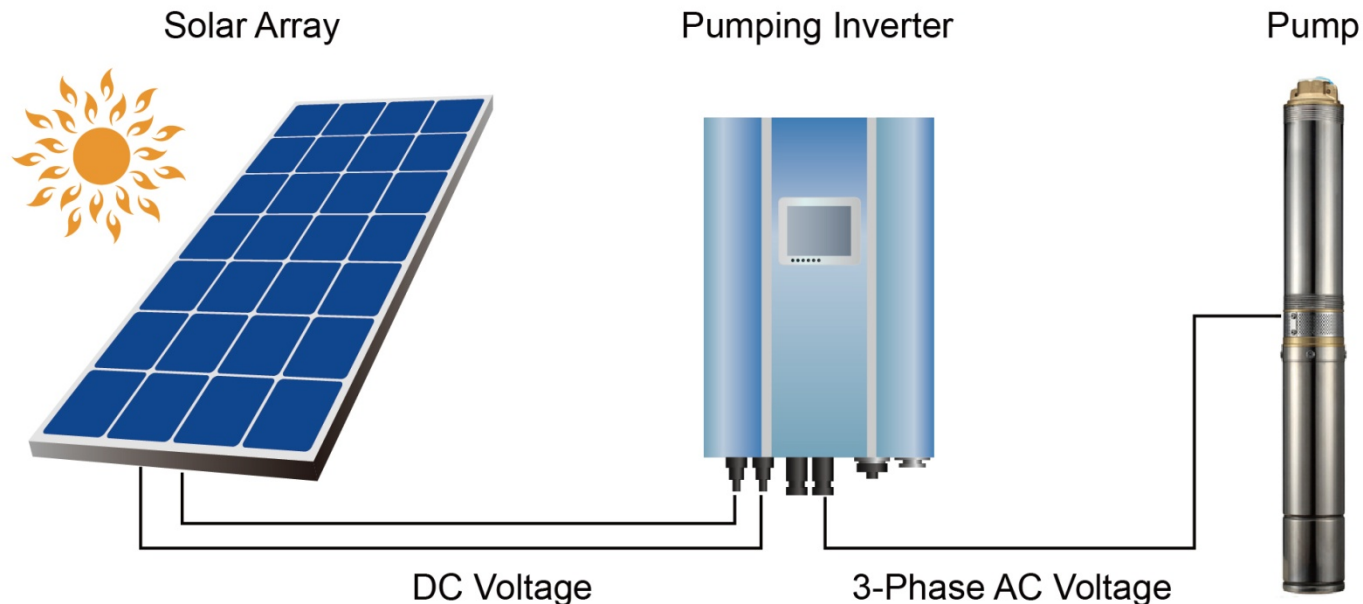 Solar Array
Pumping Inverter
Pump
DC Voltage
3-Phase AC Voltage